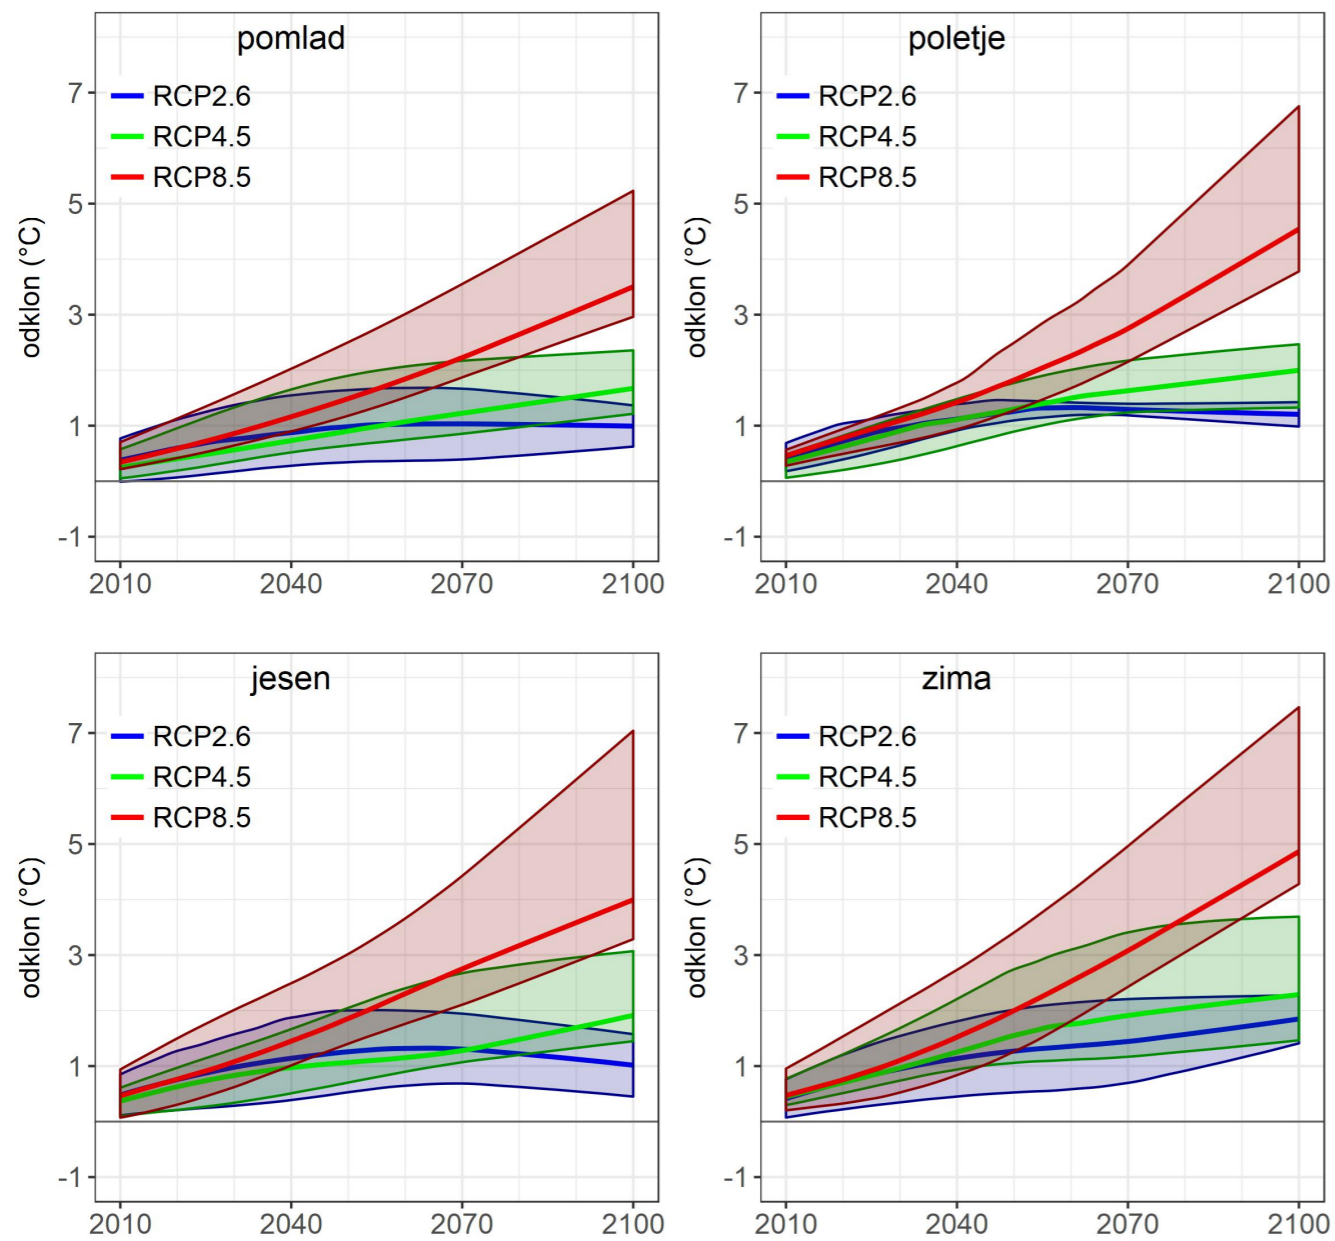 pomlad
7
5
3
1
-1
odklon (°C)
RCP2.6
RCP4.5
RCP8.5
2010 2040 2070 2100
poletje
7
5
3
1
-1
odklon (°C)
RCP2.6
RCP4.5
RCP8.5
2010 2040 2070 2100
jesen
7
5
3
1
-1
odklon (°C)
RCP2.6
RCP4.5
RCP8.5
2010 2040 2070 2100
zima
7
5
3
1
-1
odklon (°C)
RCP2.6
RCP4.5
RCP8.5
2010 2040 2070 2100